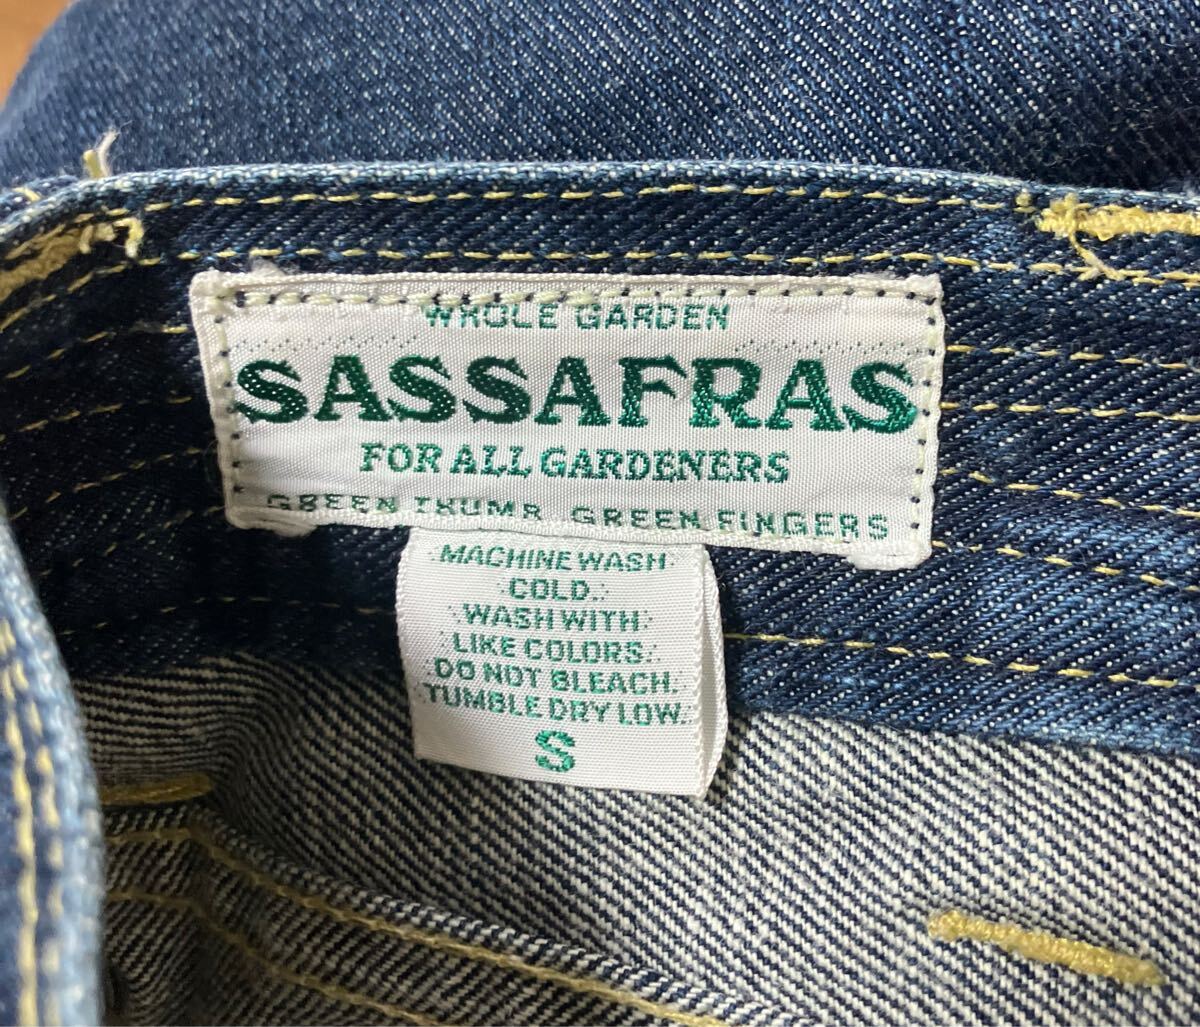 WHOLE GARDEN
SASSAFRAS
FOR ALL GARDENERS
GREEN THUMB GREEN FINGERS
MACHINE WASH
COLD.
WASH WITH
LIKE COLORS.
DO NOT BLEACH.
TUMBLE DRY LOW.
S